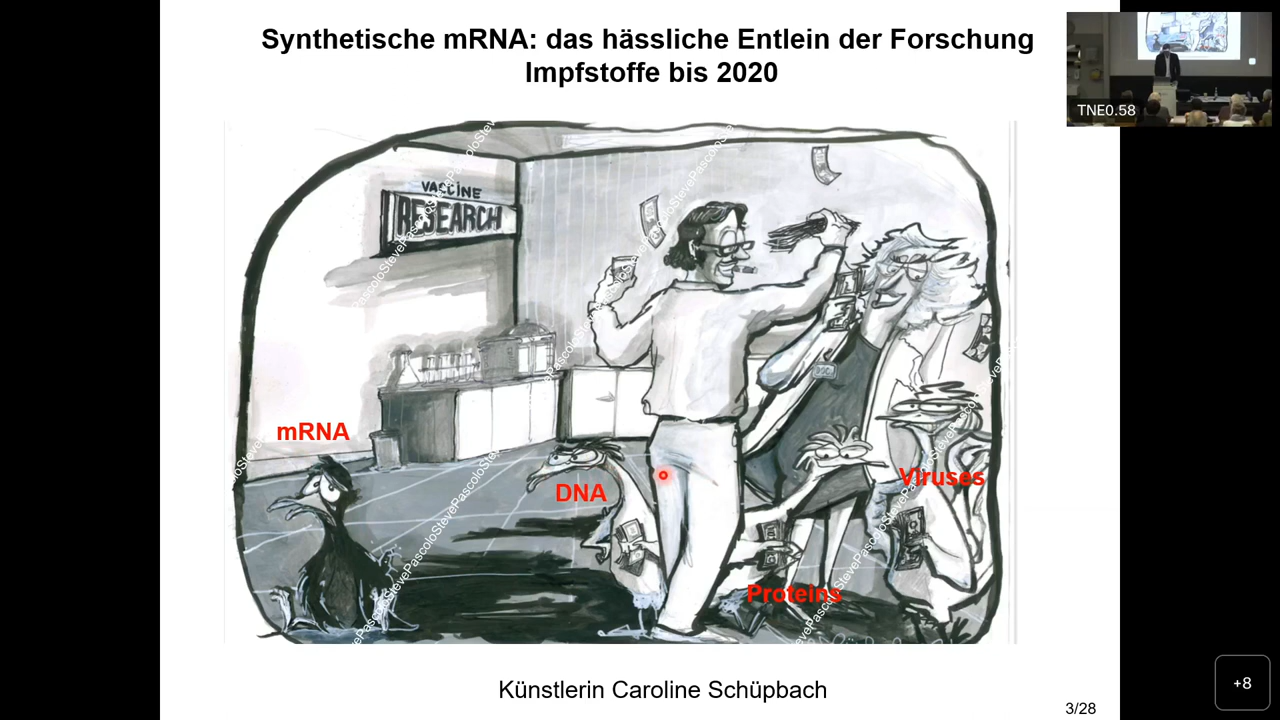 Synthetische mRNA: das hässliche Entlein der Forschung
Impfstoffe bis 2020
TNE0.58
VACCINE
RESEARCH
mRNA
DNA
Viruses
Proteins
StevePascoloStevePascoloStevePascolo
Künstlerin Caroline Schüpbach
3/28
+8